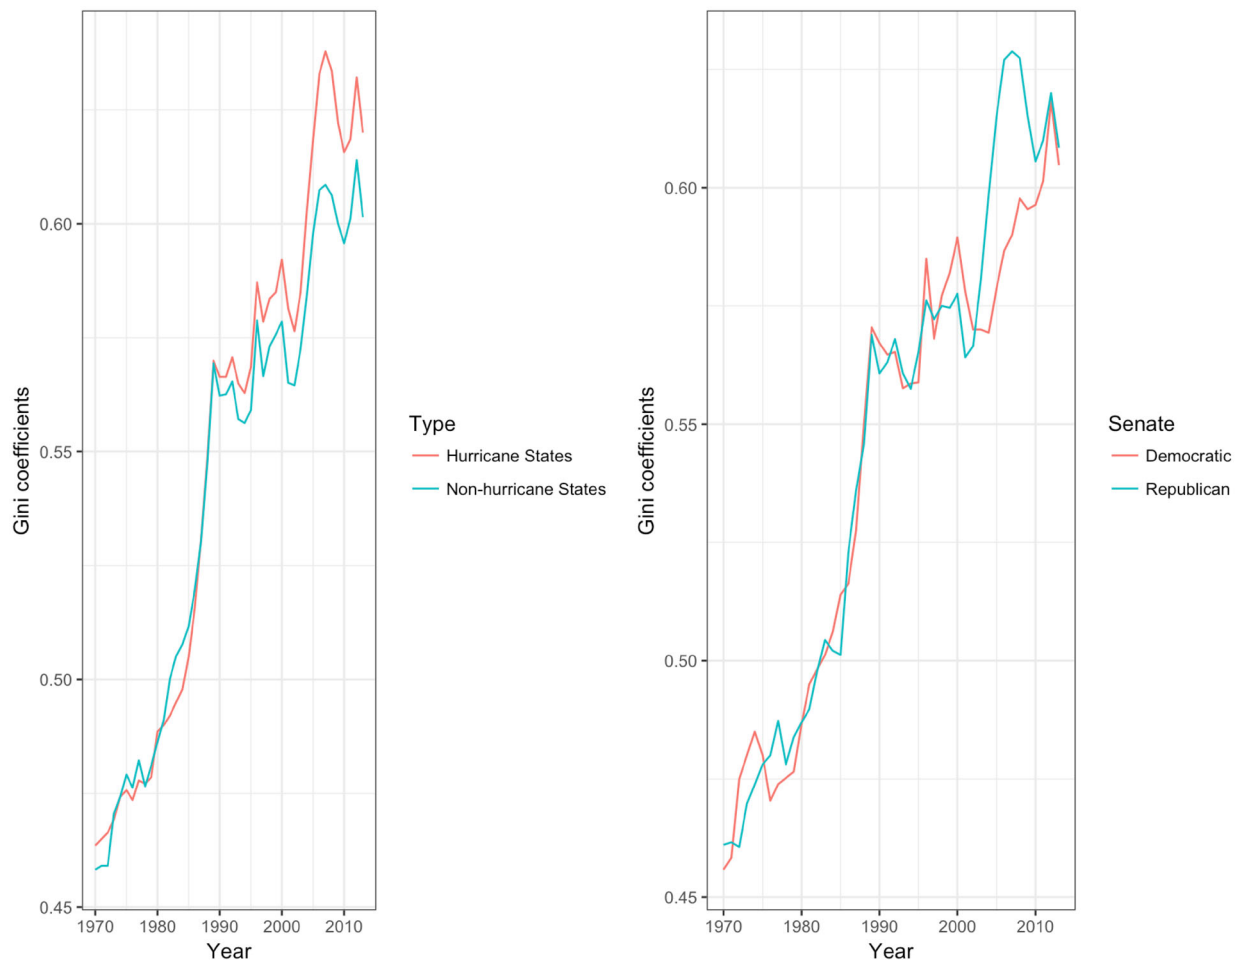 Gini coefficients
0.60
0.55
0.50
0.45
1970 1980 1990 2000 2010
Year
Type
Hurricane States
Non-hurricane States
Gini coefficients
0.60
0.55
0.50
0.45
1970 1980 1990 2000 2010
Year
Senate
Democratic
Republican